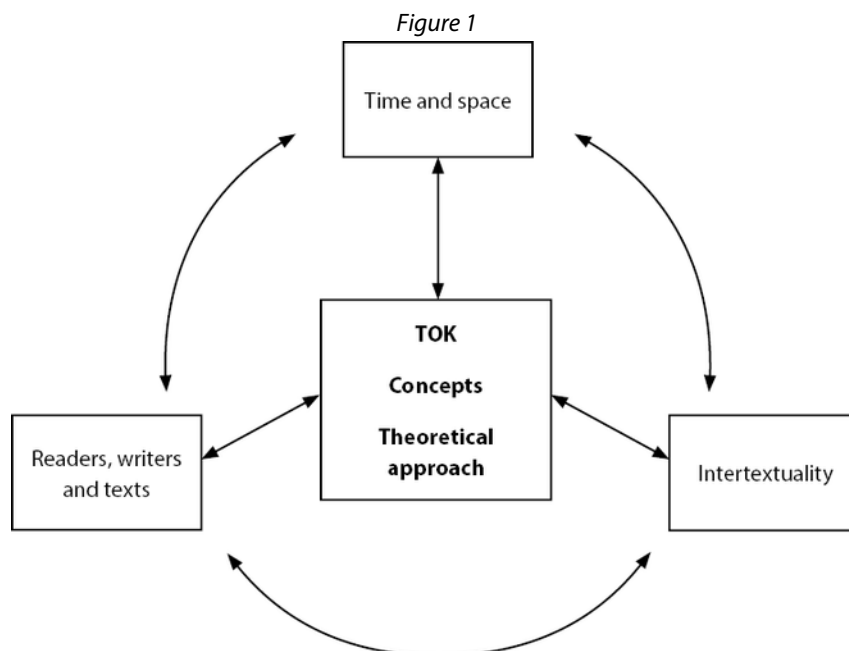 Figure 1
Time and space
TOK
Concepts
Theoretical
approach
Readers, writers
and texts
Intertextuality